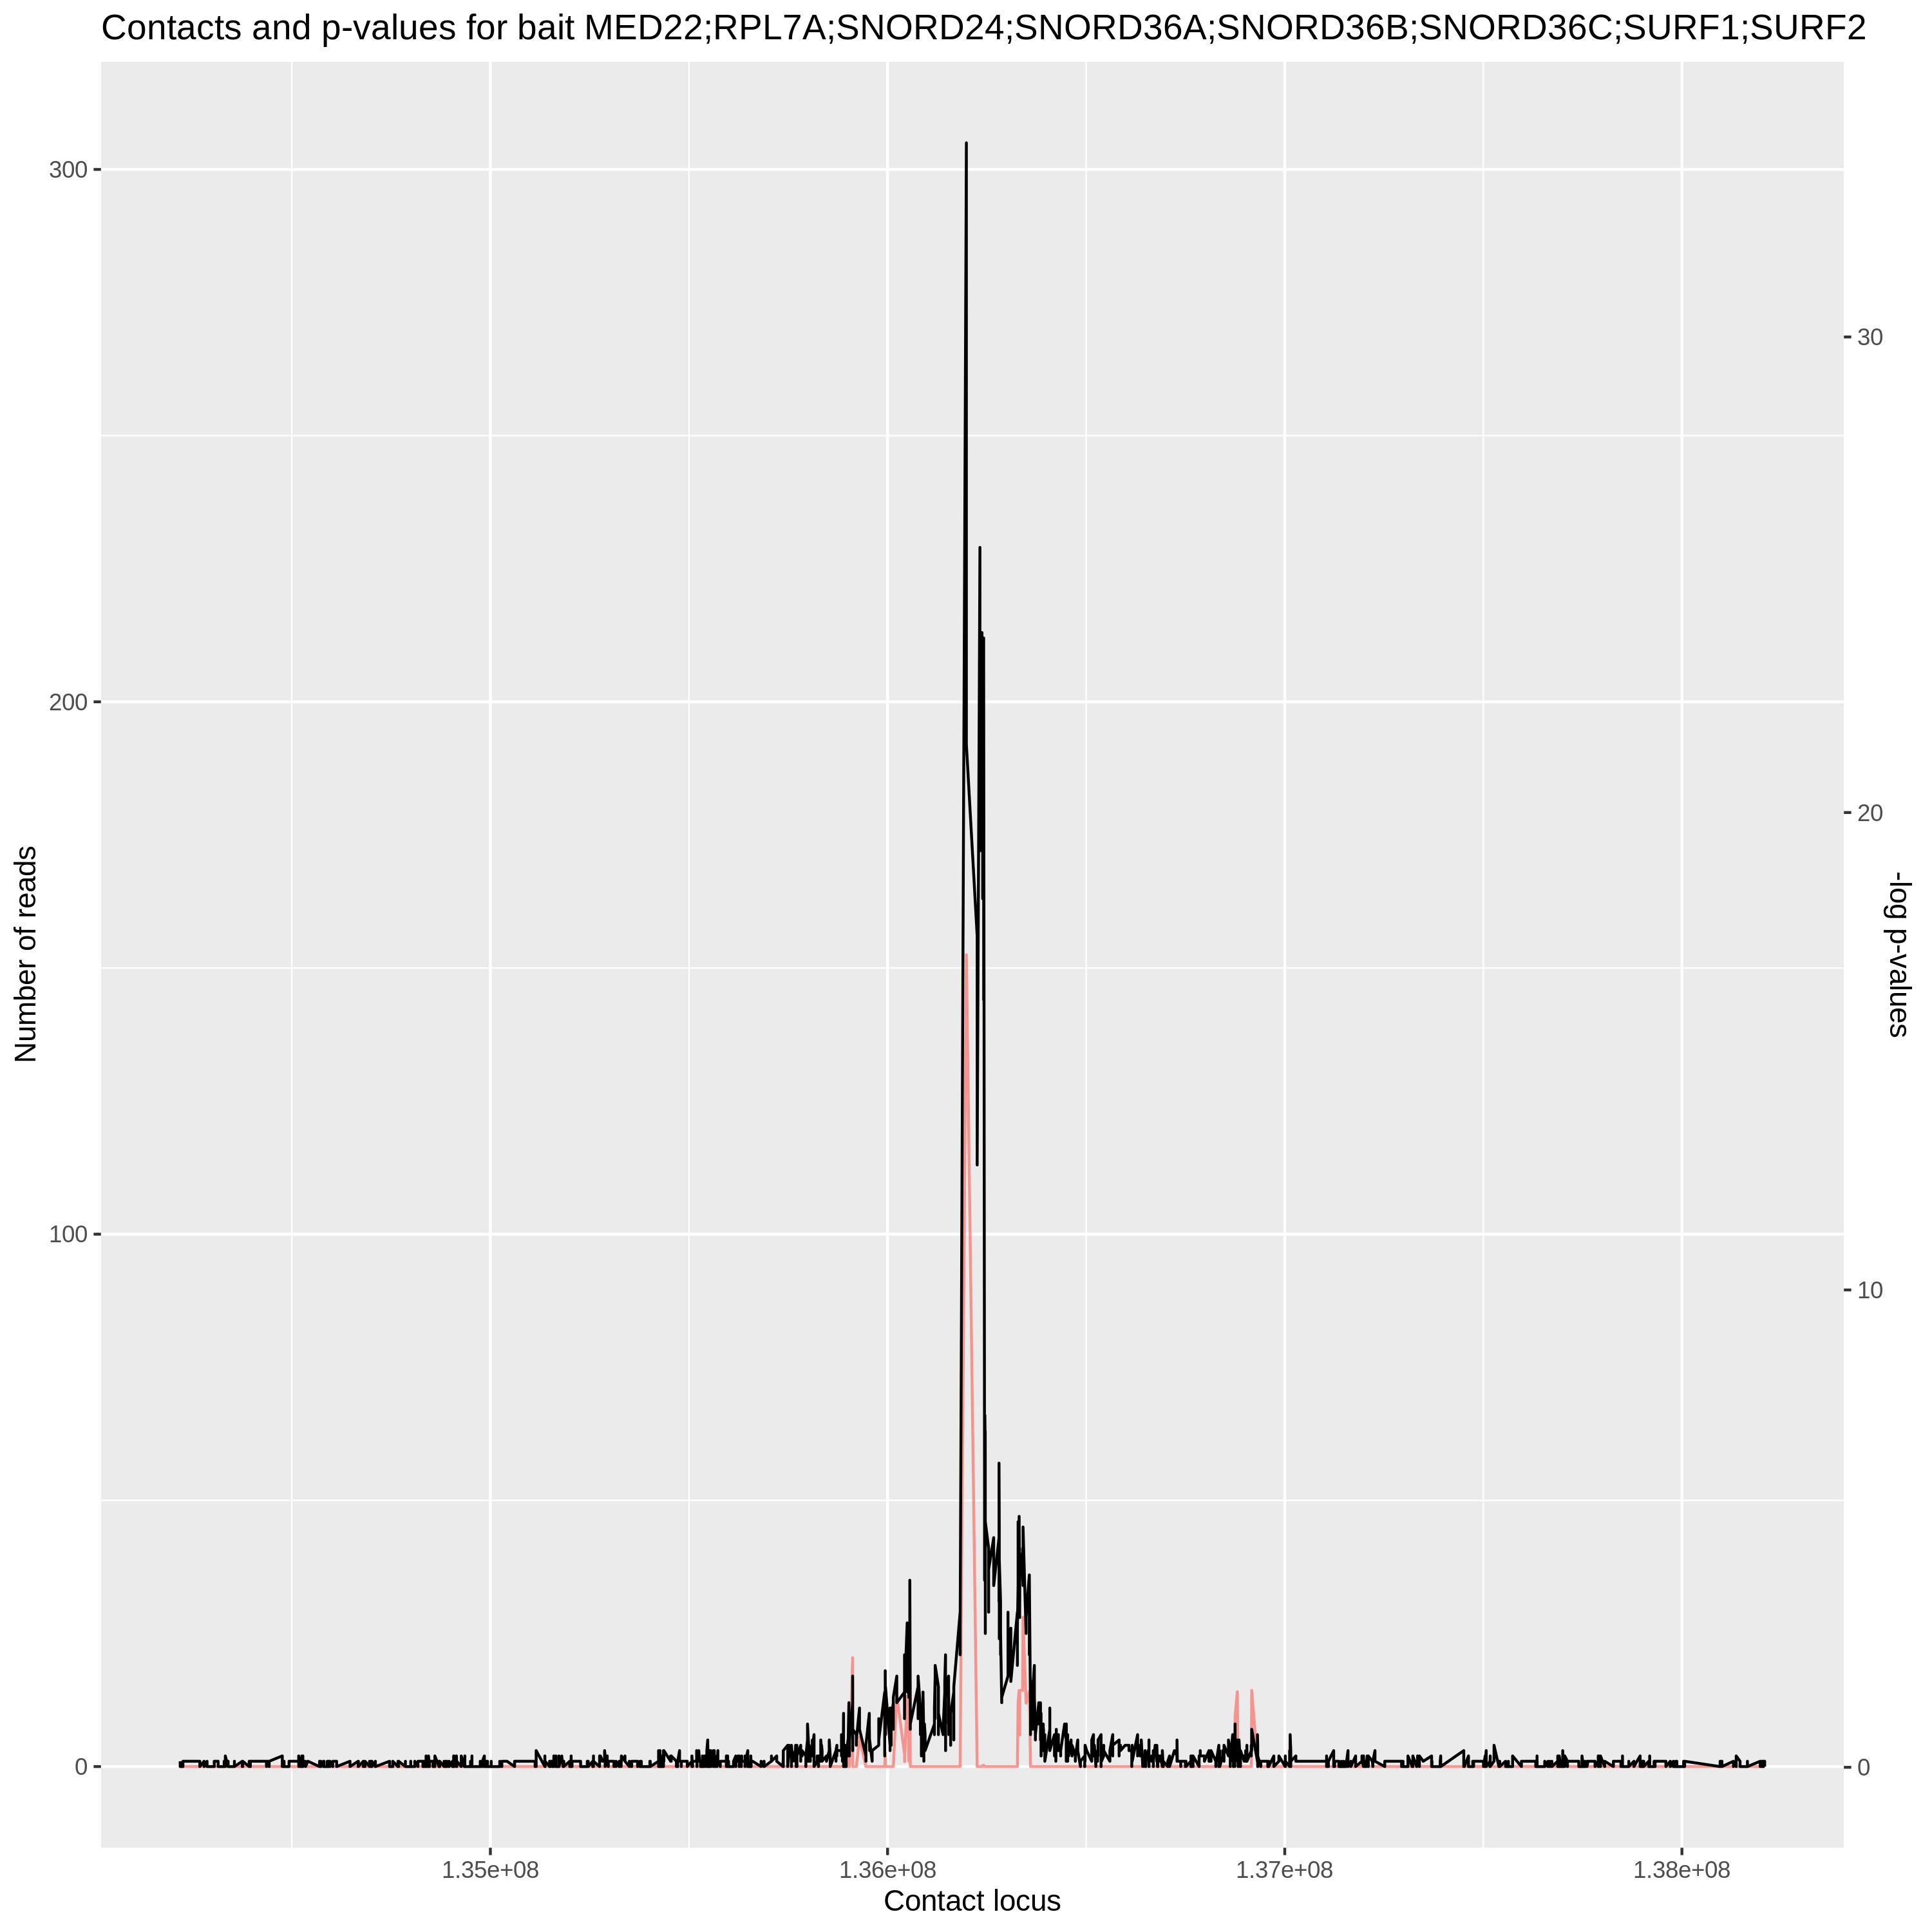 Contacts and p-values for bait MED22;RPL7A;SNORD24;SNORD36A;SNORD36B;SNORD36C;SURF1;SURF2
300
200
100
0
Number of reads
30
20
10
0
-log p-values
1.35e+08
1.36e+08
1.37e+08
1.38e+08
Contact locus